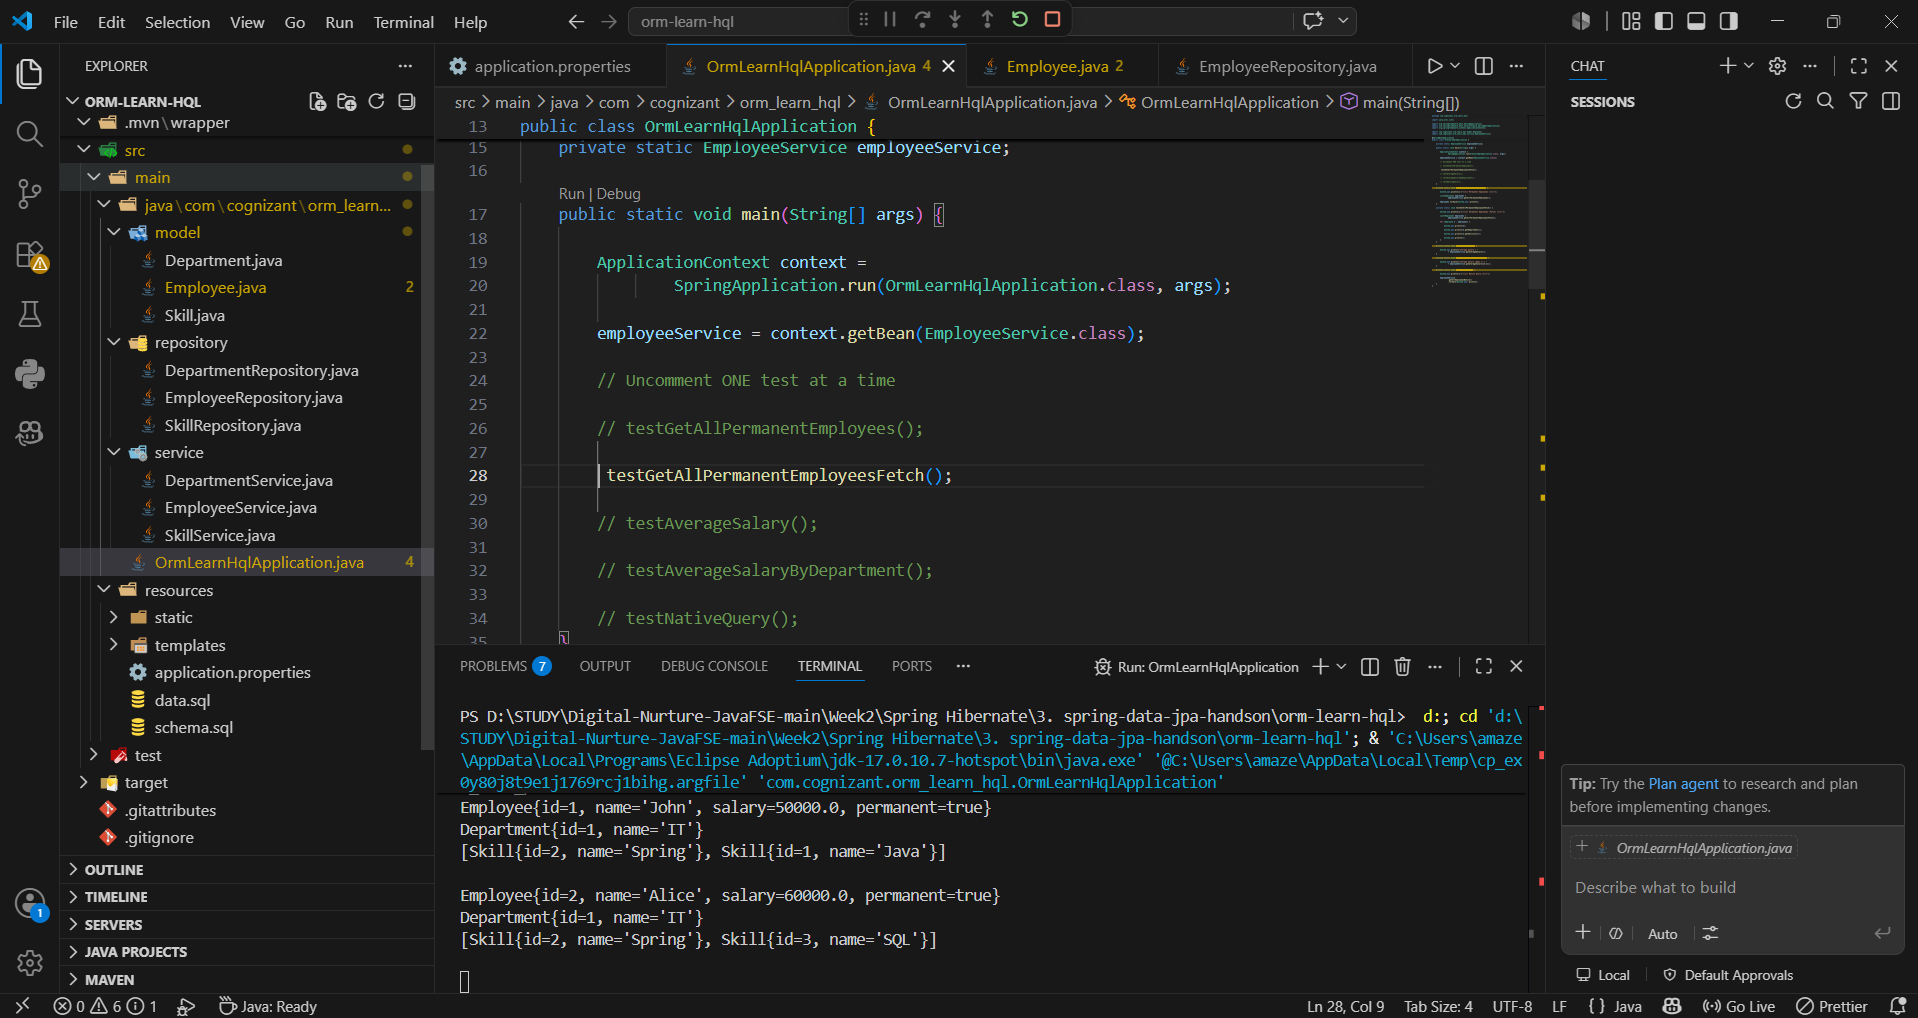 File Edit Selection View Go Run Terminal Help
orm-learn-hql
EXPLORER
ORM-LEARN-HQL
.mvn\wrapper
src
main
java\com\cognizant\orm_learn...
model
Department.java
Employee.java 2
Skill.java
repository
DepartmentRepository.java
EmployeeRepository.java
SkillRepository.java
service
DepartmentService.java
EmployeeService.java
SkillService.java
OrmLearnHqlApplication.java 4
resources
static
templates
application.properties
data.sql
schema.sql
test
target
.gitattributes
.gitignore
OUTLINE
TIMELINE
SERVERS
JAVA PROJECTS
MAVEN
1
application.properties OrmLearnHqlApplication.java 4 Employee.java 2 EmployeeRepository.java
src > main > java > com > cognizant > orm_learn_hql > OrmLearnHqlApplication.java > OrmLearnHqlApplication > main(String[])
13 public class OrmLearnHqlApplication {
15 private static EmployeeService employeeService;
16
Run | Debug
17 public static void main(String[] args) {
18
19 ApplicationContext context =
20 SpringApplication.run(OrmLearnHqlApplication.class, args);
21
22 employeeService = context.getBean(EmployeeService.class);
23
24 // Uncomment ONE test at a time
25
26 // testGetAllPermanentEmployees();
27
28 testGetAllPermanentEmployeesFetch();
29
30 // testAverageSalary();
31
32 // testAverageSalaryByDepartment();
33
34 // testNativeQuery();
35 }
PROBLEMS 7 OUTPUT DEBUG CONSOLE TERMINAL PORTS
Run: OrmLearnHqlApplication
PS D:\STUDY\Digital-Nurture-JavaFSE-main\Week2\Spring Hibernate\3. spring-data-jpa-handson\orm-learn-hql>  d:; cd 'd:\
STUDY\Digital-Nurture-JavaFSE-main\Week2\Spring Hibernate\3. spring-data-jpa-handson\orm-learn-hql'; & 'C:\Users\amaze
\AppData\Local\Programs\Eclipse Adoptium\jdk-17.0.10.7-hotspot\bin\java.exe' '@C:\Users\amaze\AppData\Local\Temp\cp_ex
0y80j8t9e1j1769rcj1bihg.argfile' 'com.cognizant.orm_learn_hql.OrmLearnHqlApplication'
Employee{id=1, name='John', salary=50000.0, permanent=true}
Department{id=1, name='IT'}
[Skill{id=2, name='Spring'}, Skill{id=1, name='Java'}]
Employee{id=2, name='Alice', salary=60000.0, permanent=true}
Department{id=1, name='IT'}
[Skill{id=2, name='Spring'}, Skill{id=3, name='SQL'}]
CHAT
SESSIONS
Tip: Try the Plan agent to research and plan
before implementing changes.
OrmLearnHqlApplication.java
Describe what to build
Auto
Local Default Approvals
0 6 1 Java: Ready
Ln 28, Col 9 Tab Size: 4 UTF-8 LF {} Java Go Live Prettier